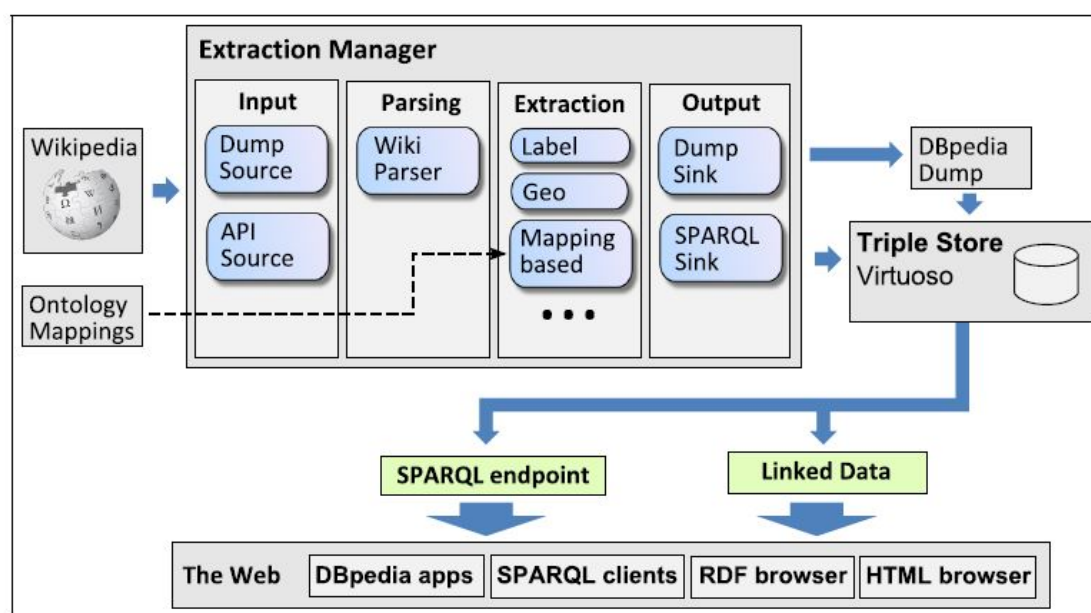 Extraction Manager
Input
Parsing
Extraction
Output
Wikipedia
Dump
Source
API
Source
Wiki
Parser
Label
Geo
Mapping
based
• • •
Dump
Sink
SPARQL
Sink
Ontology
Mappings
DBpedia
Dump
Triple Store
Virtuoso
SPARQL endpoint
Linked Data
The Web
DBpedia apps
SPARQL clients
RDF browser
HTML browser